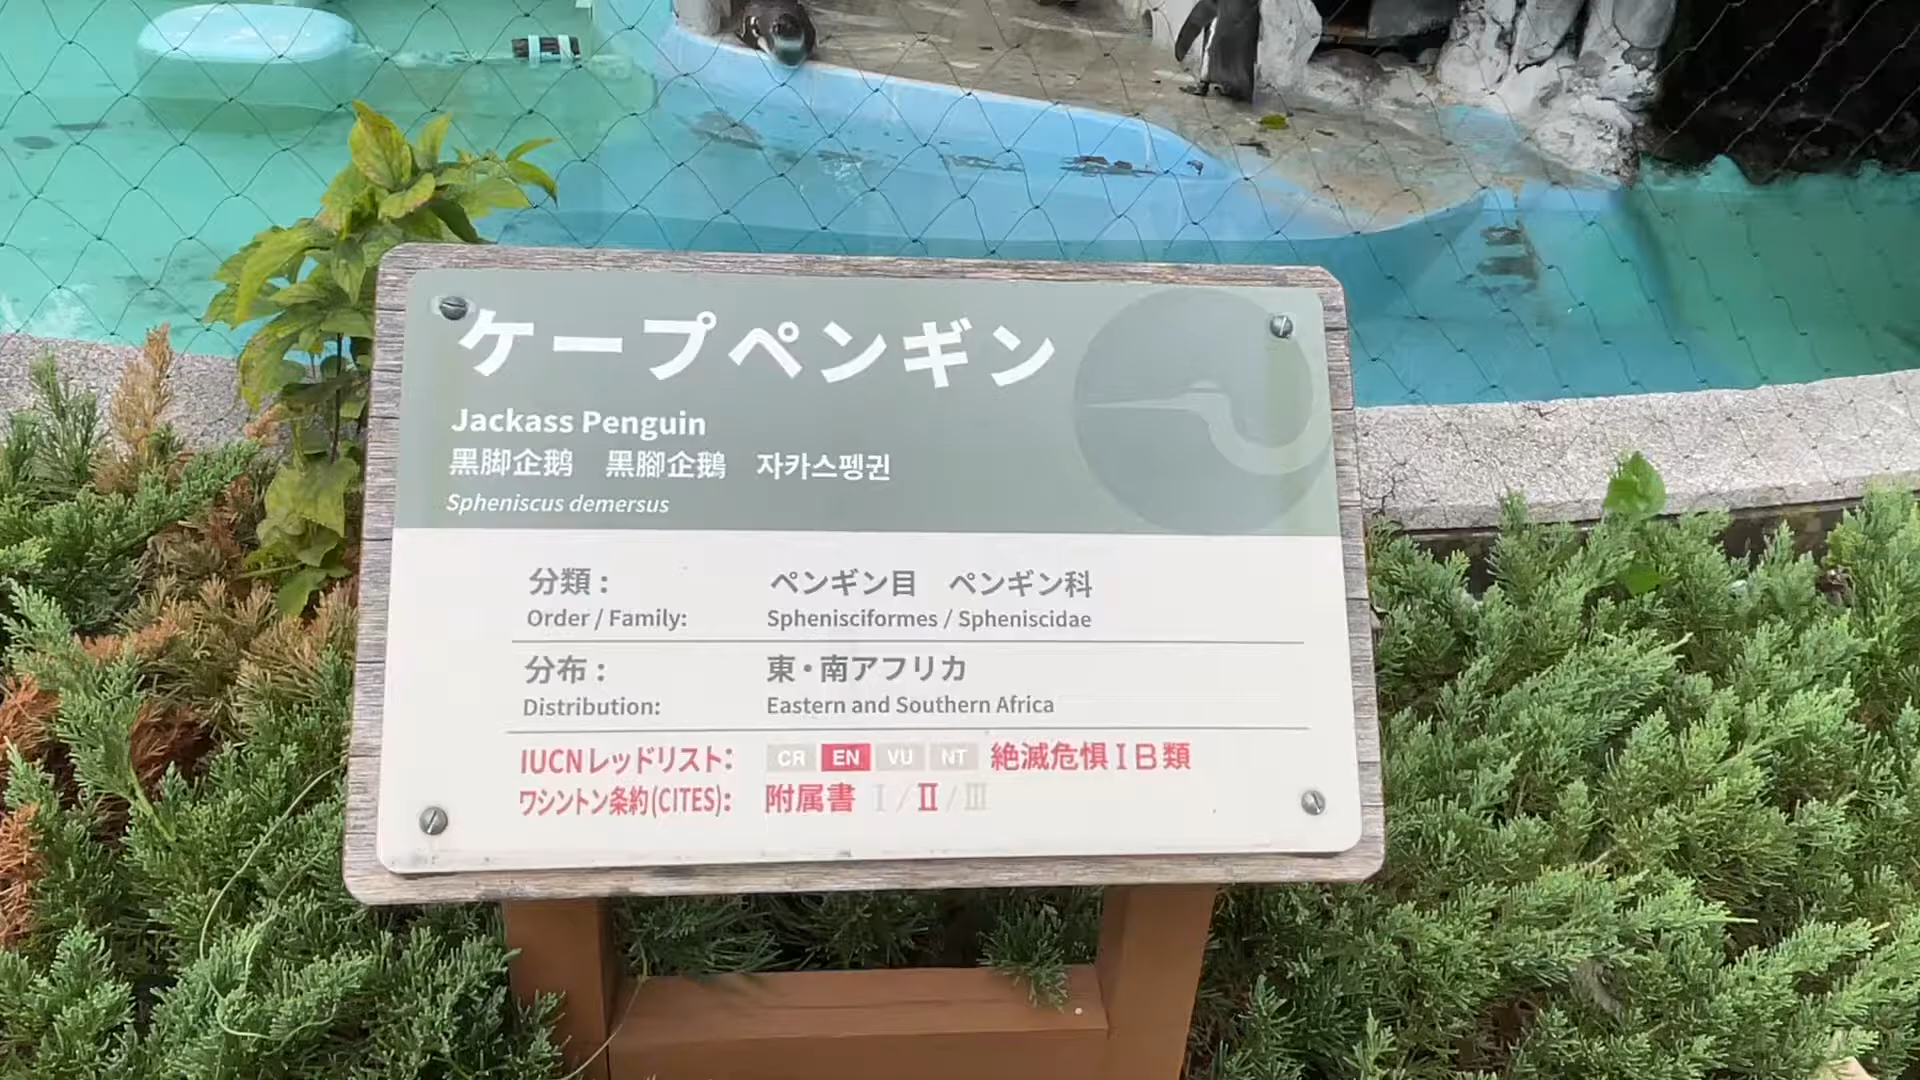 ケープペンギン
Jackass Penguin
黑脚企鹅 黑腳企鵝 자카스펭귄
Spheniscus demersus
分類： ペンギン目 ペンギン科
Order / Family: Sphenisciformes / Spheniscidae
分布： 東・南アフリカ
Distribution: Eastern and Southern Africa
IUCNレッドリスト： CR EN VU NT 絶滅危惧ⅠB類
ワシントン条約(CITES)： 附属書 Ⅰ/Ⅱ/Ⅲ